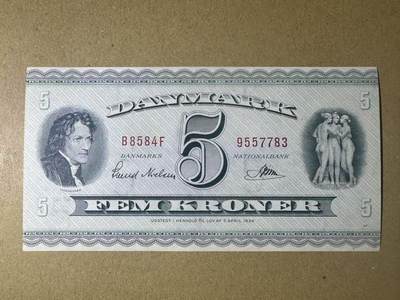 5 DANMARK 5
B8584F 5 9557783
DANMARKS NATIONALBANK
5 FEM KRONER 5
UDSTEDT I HENHOLD TIL LOV AF 7. APRIL 1936